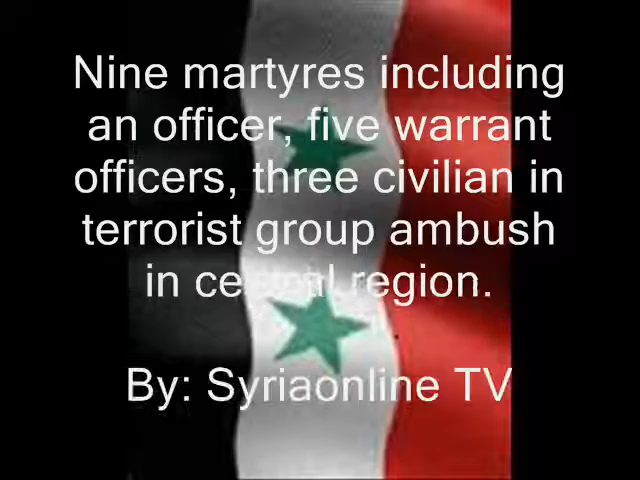 Nine martyres including
an officer, five warrant
officers, three civilian in
terrorist group ambush
in central region.
By: Syriaonline TV